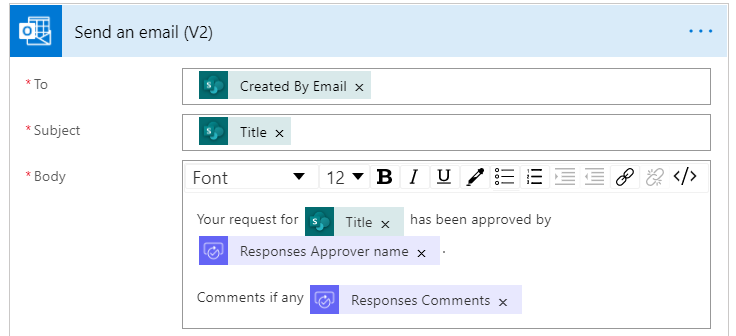 Send an email (V2)
* To
Created By Email ×
* Subject
Title ×
* Body
Font 12 B I U </>
Your request for Title × has been approved by
Responses Approver name × .
Comments if any Responses Comments ×